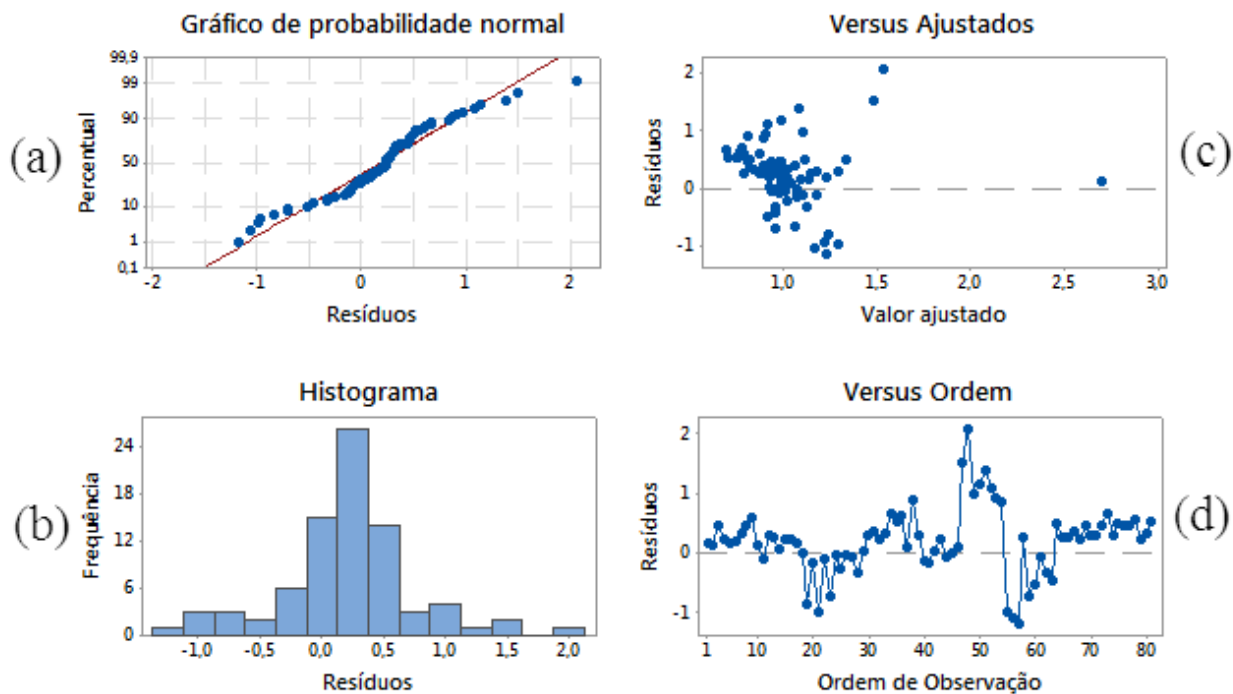 Gráfico de probabilidade normal
(a)
Percentual
99,9
99
90
50
10
1
0,1
-2
-1
0
1
2
Resíduos
Versus Ajustados
(c)
Resíduos
2
1
0
-1
1,0
1,5
2,0
2,5
3,0
Valor ajustado
Histograma
(b)
Frequência
24
18
12
6
0
-1,0
-0,5
0,0
0,5
1,0
1,5
2,0
Resíduos
Versus Ordem
(d)
Resíduos
2
1
0
-1
1
10
20
30
40
50
60
70
80
Ordem de Observação